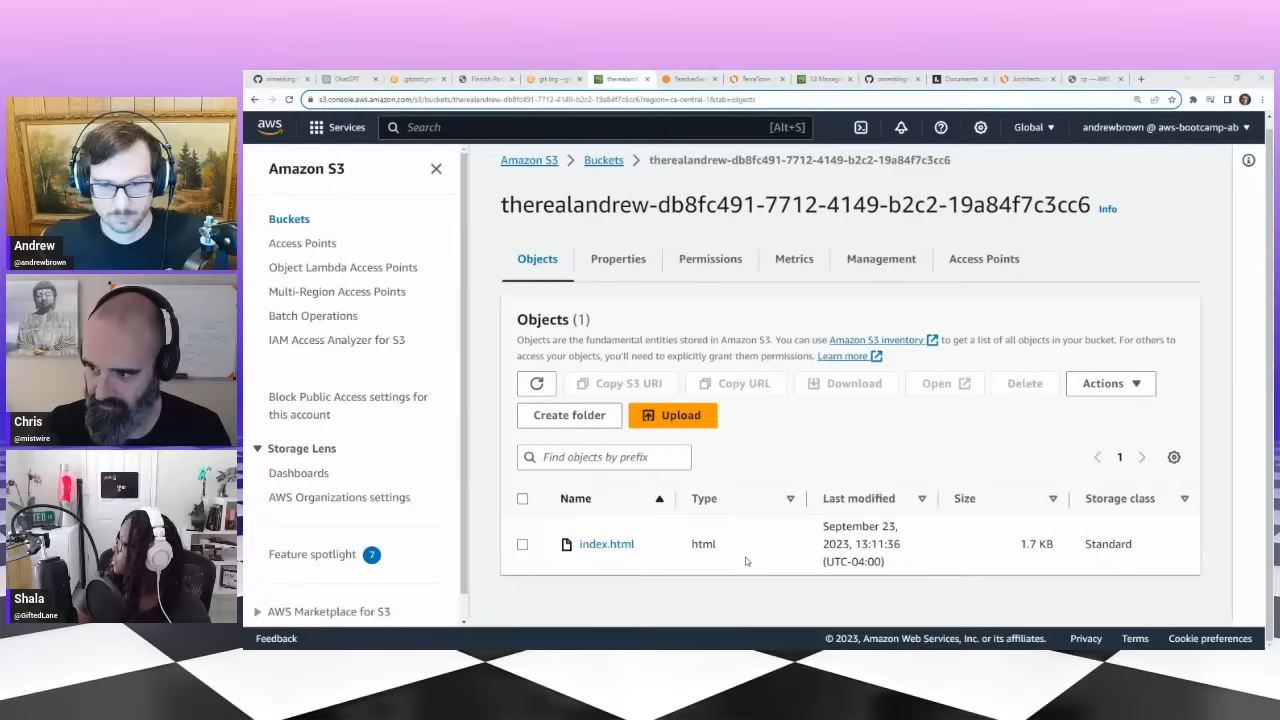 ChatGPT
s3.console.aws.amazon.com/s3/buckets/therealandrew-db8fc491-7712-4149-b2c2-19a84f7c3cc6?region=ca-central-1&tab=objects
aws
Services
Search
[Alt+S]
Global
andrewbrown @ aws-bootcamp-ab
Amazon S3
Buckets
Access Points
Object Lambda Access Points
Multi-Region Access Points
Batch Operations
IAM Access Analyzer for S3
Block Public Access settings for
this account
Storage Lens
Dashboards
AWS Organizations settings
Feature spotlight 7
AWS Marketplace for S3
Amazon S3 > Buckets > therealandrew-db8fc491-7712-4149-b2c2-19a84f7c3cc6
therealandrew-db8fc491-7712-4149-b2c2-19a84f7c3cc6 Info
Objects
Properties
Permissions
Metrics
Management
Access Points
Objects (1)
Objects are the fundamental entities stored in Amazon S3. You can use Amazon S3 inventory to get a list of all objects in your bucket. For others to
access your objects, you'll need to explicitly grant them permissions. Learn more
Copy S3 URI
Copy URL
Download
Open
Delete
Actions
Create folder
Upload
Find objects by prefix
1
Name
Type
Last modified
Size
Storage class
index.html
html
September 23,
2023, 13:11:36
(UTC-04:00)
1.7 KB
Standard
Feedback
© 2023, Amazon Web Services, Inc. or its affiliates.
Privacy
Terms
Cookie preferences
Andrew
@andrewbrown
Chris
@mistwire
Shala
@GiftedLane